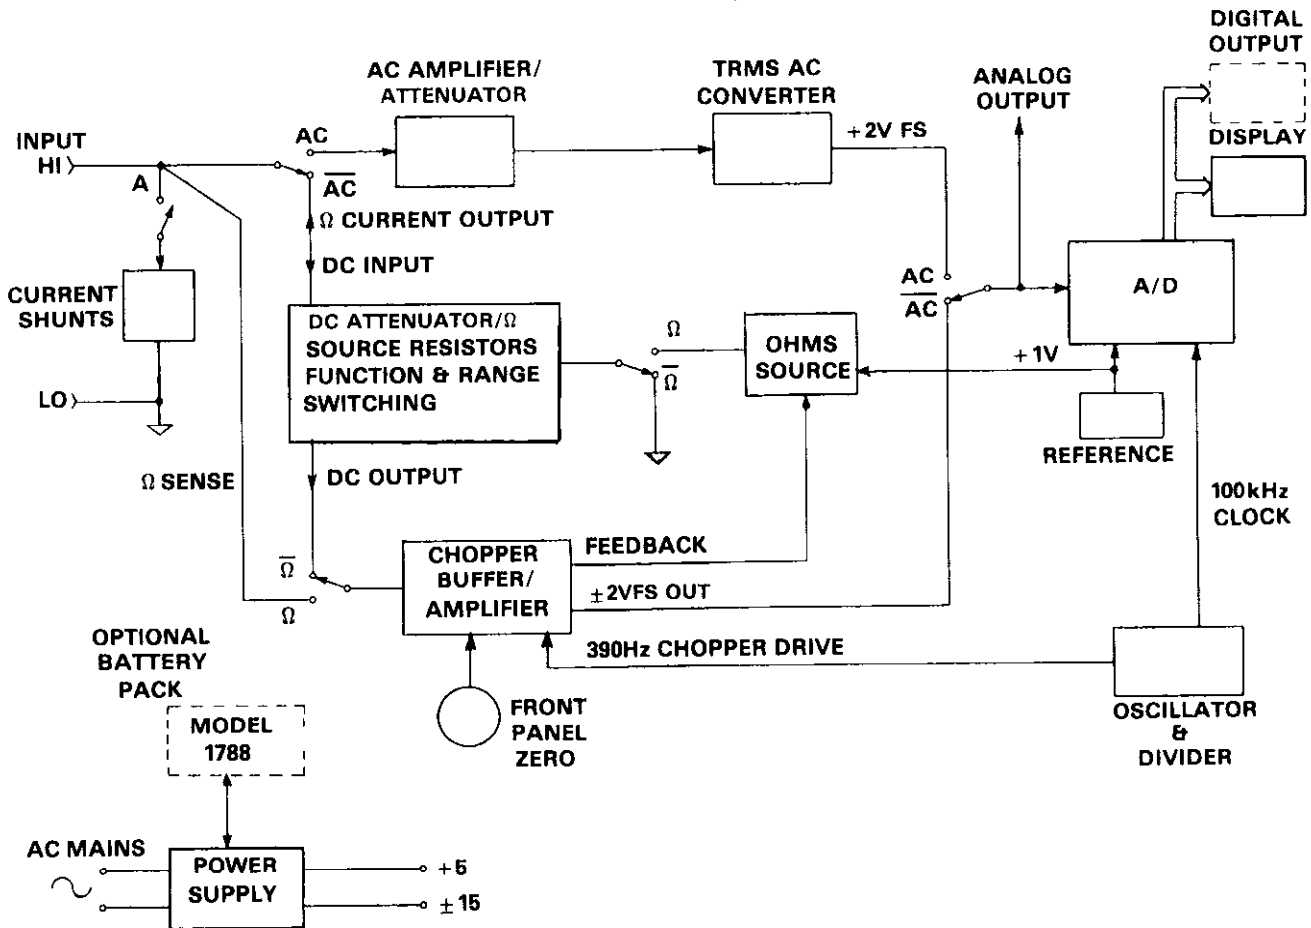 DIGITAL
OUTPUT
AC AMPLIFIER/
ATTENUATOR
TRMS AC
CONVERTER
ANALOG
OUTPUT
DISPLAY
INPUT
HI
AC
+2V FS
A
A̅C̅
Ω CURRENT OUTPUT
DC INPUT
CURRENT
SHUNTS
AC
A̅C̅
A/D
DC ATTENUATOR/Ω
SOURCE RESISTORS
FUNCTION & RANGE
SWITCHING
Ω
Ω̅
OHMS
SOURCE
+1V
LO
REFERENCE
Ω SENSE
DC OUTPUT
100kHz
CLOCK
Ω̅
Ω
CHOPPER
BUFFER/
AMPLIFIER
FEEDBACK
±2VFS OUT
390Hz CHOPPER DRIVE
OPTIONAL
BATTERY
PACK
MODEL
1788
FRONT
PANEL
ZERO
OSCILLATOR
&
DIVIDER
AC MAINS
POWER
SUPPLY
+5
±15